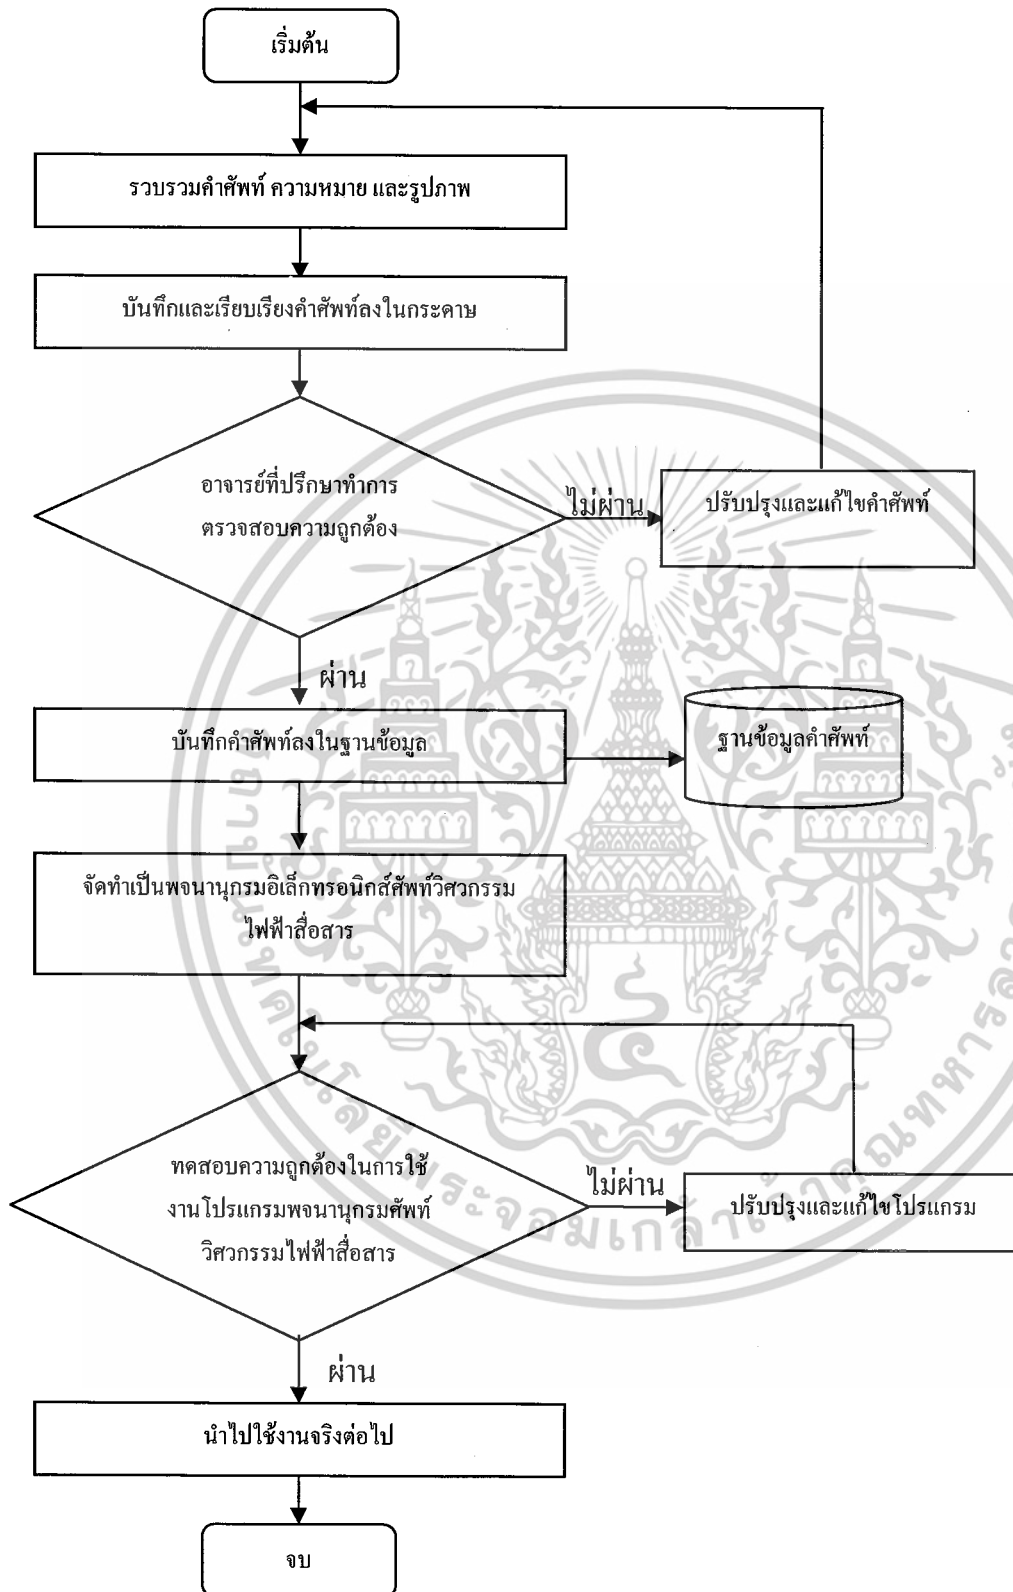 เริ่มต้น
รวบรวมคำศัพท์ ความหมาย และรูปภาพ
บันทึกและเรียบเรียงคำศัพท์ลงในกระดาษ
อาจารย์ที่ปรึกษาทำการ
ตรวจสอบความถูกต้อง
ไม่ผ่าน
ปรับปรุงและแก้ไขคำศัพท์
ผ่าน
บันทึกคำศัพท์ลงในฐานข้อมูล
ฐานข้อมูลคำศัพท์
จัดทำเป็นพจนานุกรมอิเล็กทรอนิกส์ศัพท์วิศวกรรม
ไฟฟ้าสื่อสาร
ทดสอบความถูกต้องในการใช้
งานโปรแกรมพจนานุกรมศัพท์
วิศวกรรมไฟฟ้าสื่อสาร
ไม่ผ่าน
ปรับปรุงและแก้ไขโปรแกรม
ผ่าน
นำไปใช้งานจริงต่อไป
จบ